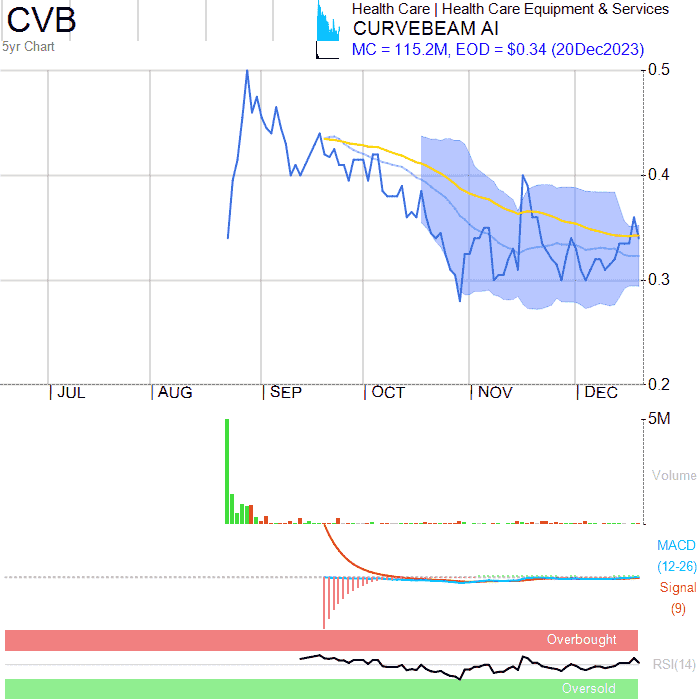 CVB
5yr Chart
Health Care | Health Care Equipment & Services
CURVEBEAM AI
MC = 115.2M, EOD = $0.34 (20Dec2023)
0.5
0.4
0.3
0.2
JUL
AUG
SEP
OCT
NOV
DEC
5M
Volume
MACD
(12-26)
Signal
(9)
Overbought
RSI(14)
Oversold